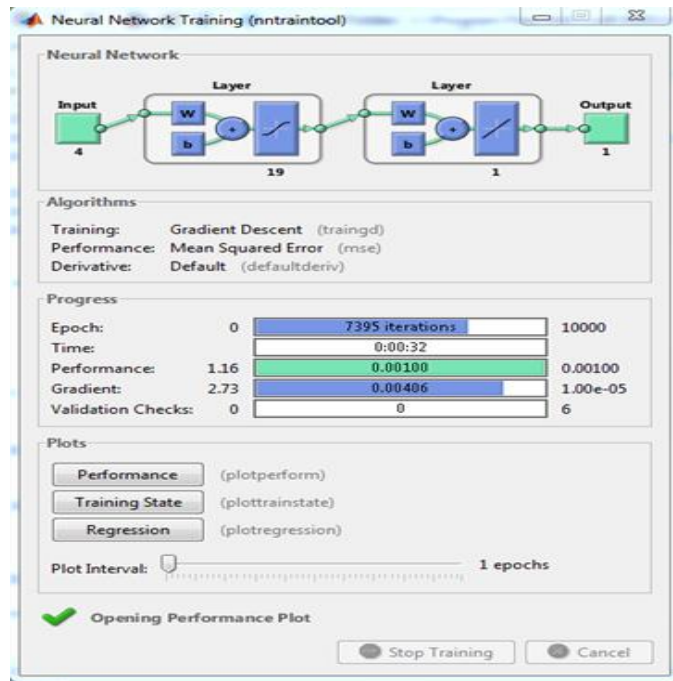 Neural Network Training (nntraintool)
Neural Network
Layer Layer
Input Output
W W
+ +
b b
4 19 1 1
Algorithms
Training: Gradient Descent (traingd)
Performance: Mean Squared Error (mse)
Derivative: Default (defaultderiv)
Progress
Epoch: 0 7395 iterations 10000
Time: 0:00:32
Performance: 1.16 0.00100 0.00100
Gradient: 2.73 0.00406 1.00e-05
Validation Checks: 0 0 6
Plots
Performance (plotperform)
Training State (plottrainstate)
Regression (plotregression)
Plot Interval: 1 epochs
Opening Performance Plot
Stop Training Cancel